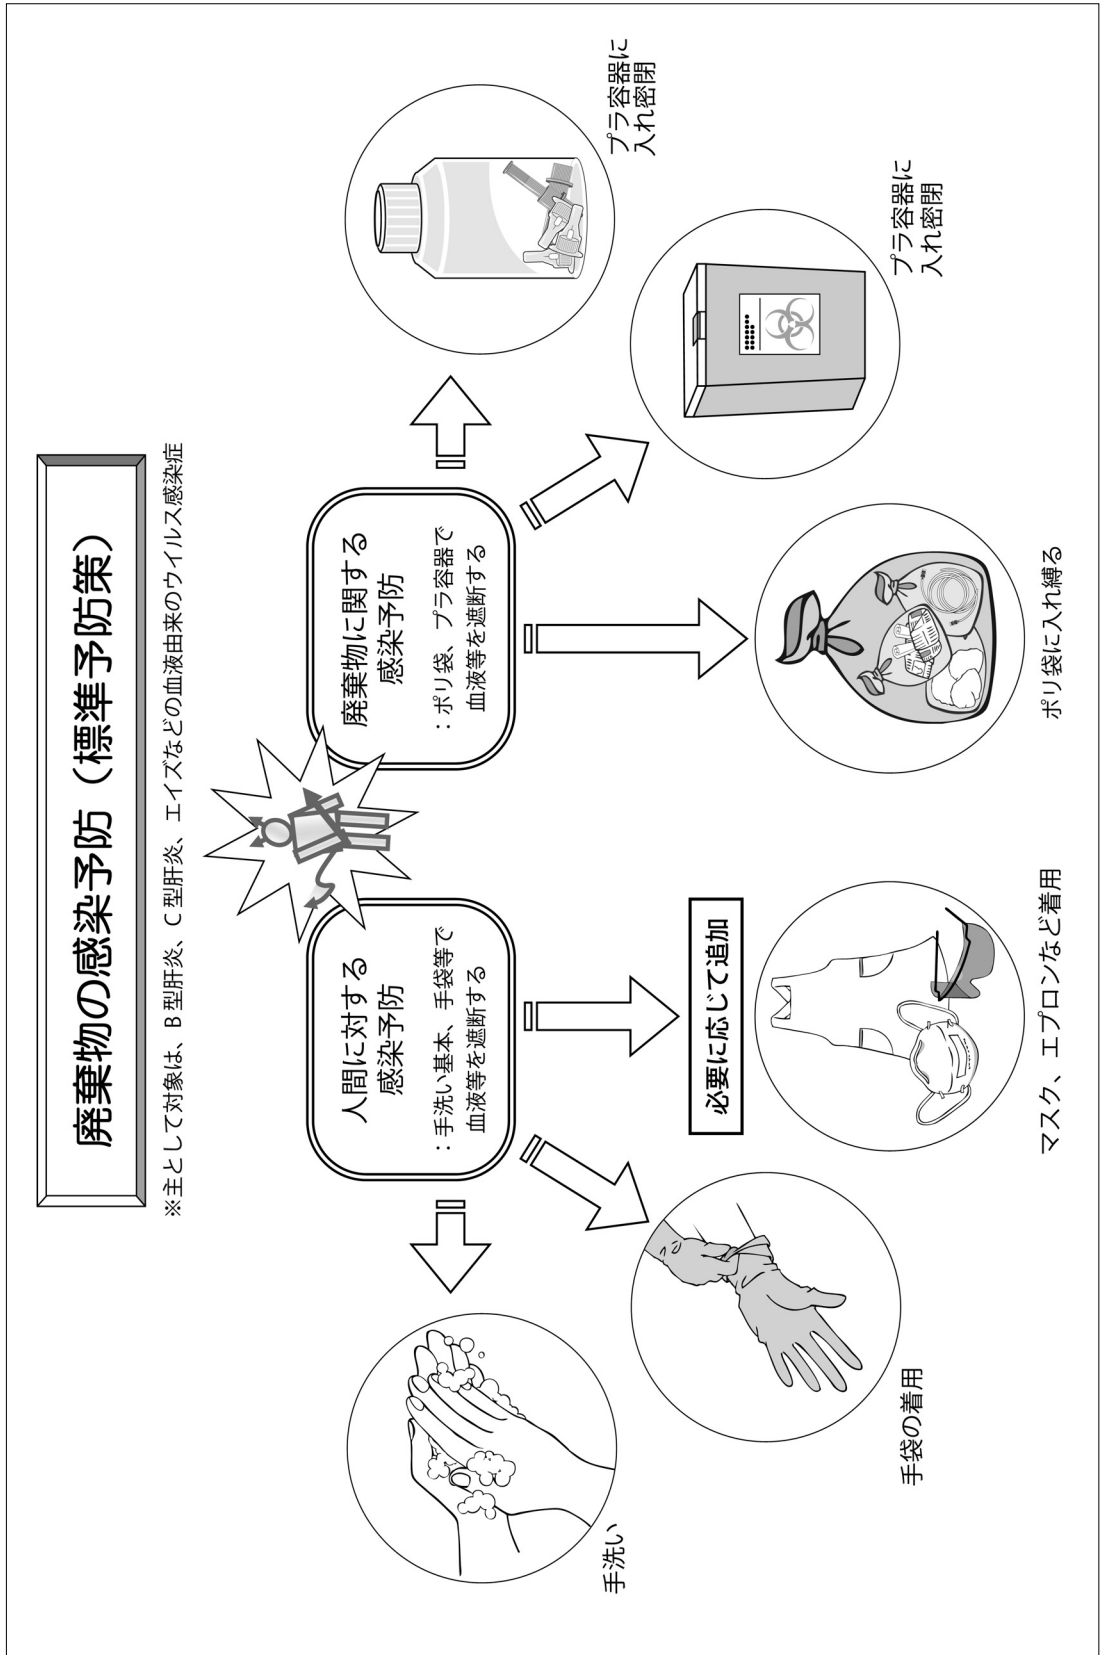 廃棄物の感染予防（標準予防策）
※主として対象は、B型肝炎、C型肝炎、エイズなどの血液由来のウイルス感染症
人間に対する
感染予防
：手洗い基本、手袋等で
血液等を遮断する
廃棄物に関する
感染予防
：ポリ袋、プラ容器で
血液等を遮断する
手洗い
手袋の着用
必要に応じて追加
マスク、エプロンなど着用
ポリ袋に入れ縛る
プラ容器に
入れ密閉
プラ容器に
入れ密閉